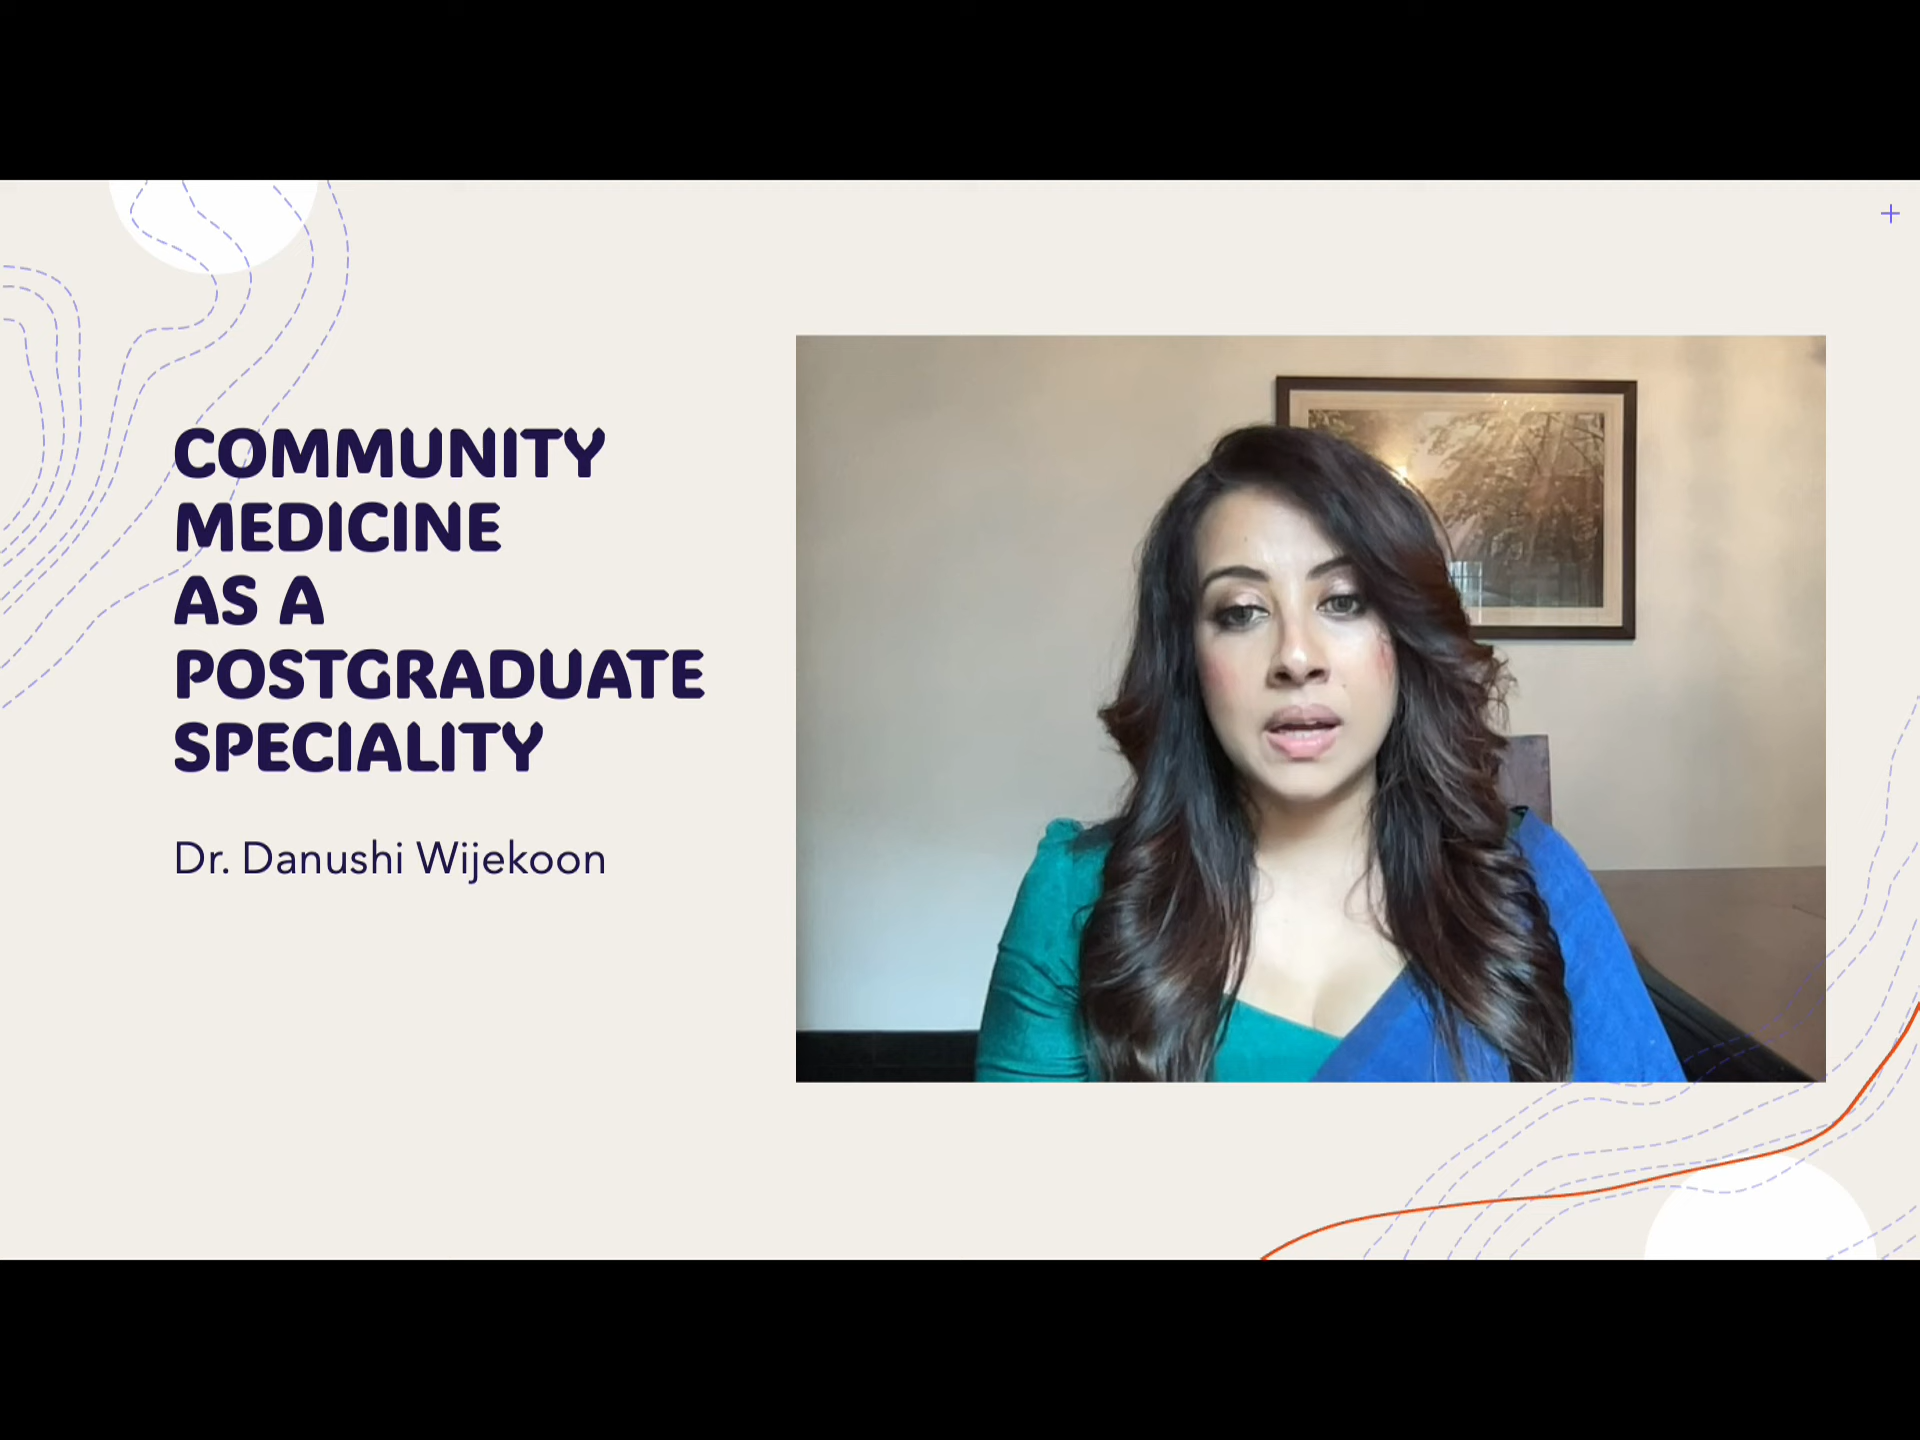 COMMUNITY
MEDICINE
AS A
POSTGRADUATE
SPECIALITY
Dr. Danushi Wijekoon